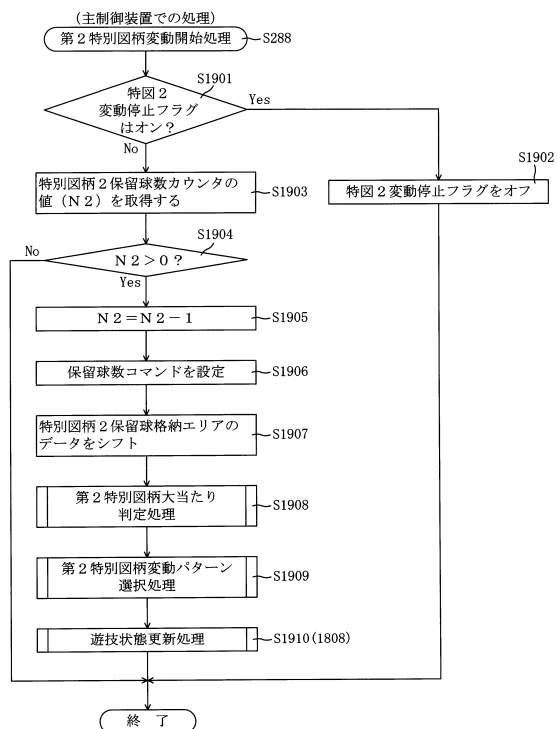 (主制御装置での処理)
第２特別図柄変動開始処理
S288
S1901
特図２
変動停止フラグ
はオン？
Yes
No
S1902
特図２変動停止フラグをオフ
特別図柄２保留球数カウンタの
値（Ｎ２）を取得する
S1903
S1904
No
Ｎ２＞０？
Yes
Ｎ２＝Ｎ２－１
S1905
保留球数コマンドを設定
S1906
特別図柄２保留球格納エリアの
データをシフト
S1907
第２特別図柄大当たり
判定処理
S1908
第２特別図柄変動パターン
選択処理
S1909
遊技状態更新処理
S1910(1808)
終 了